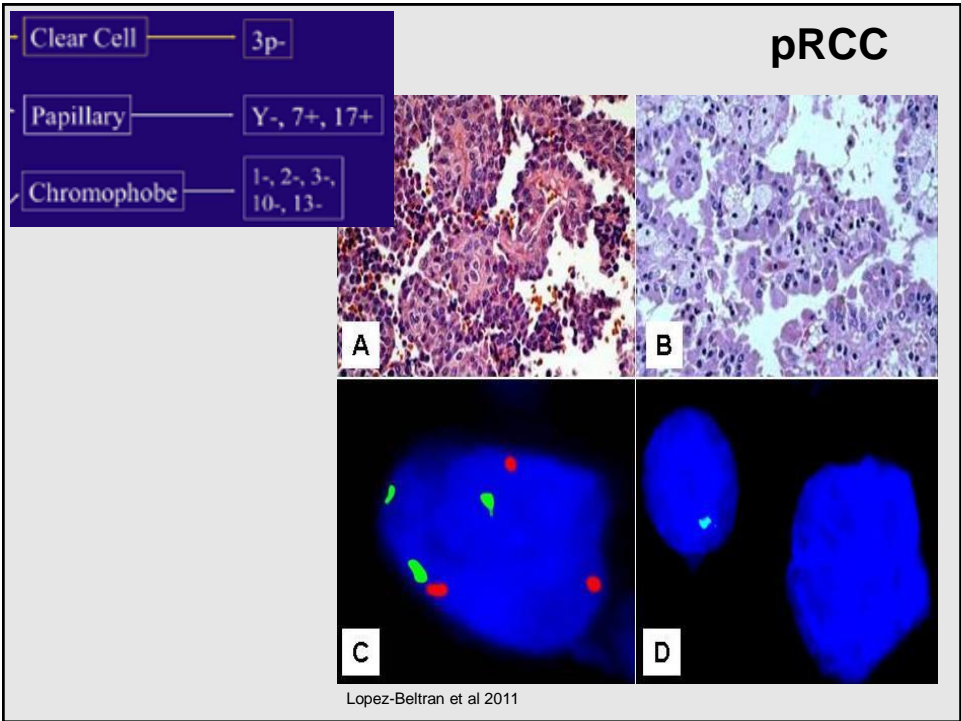 pRCC
Clear Cell 3p-
Papillary Y-, 7+, 17+
Chromophobe 1-, 2-, 3-,
10-, 13-
A
B
C
D
Lopez-Beltran et al 2011